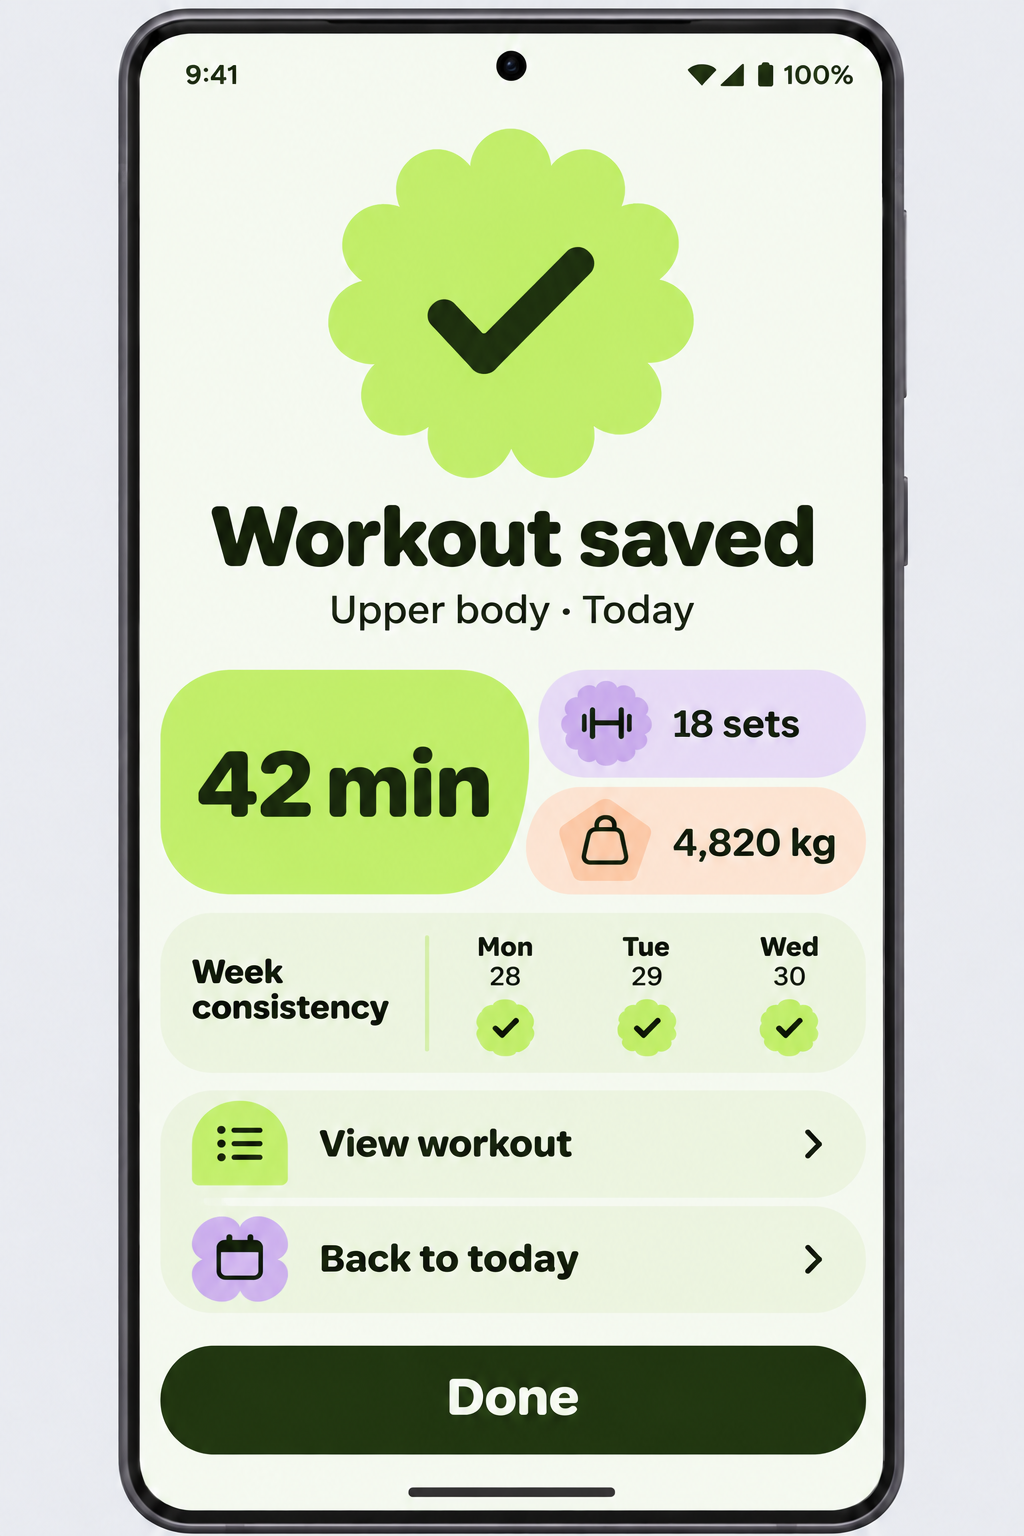 9:41
100%
Workout saved
Upper body · Today
42 min
18 sets
4,820 kg
Week
consistency
Mon
28
Tue
29
Wed
30
View workout
Back to today
Done